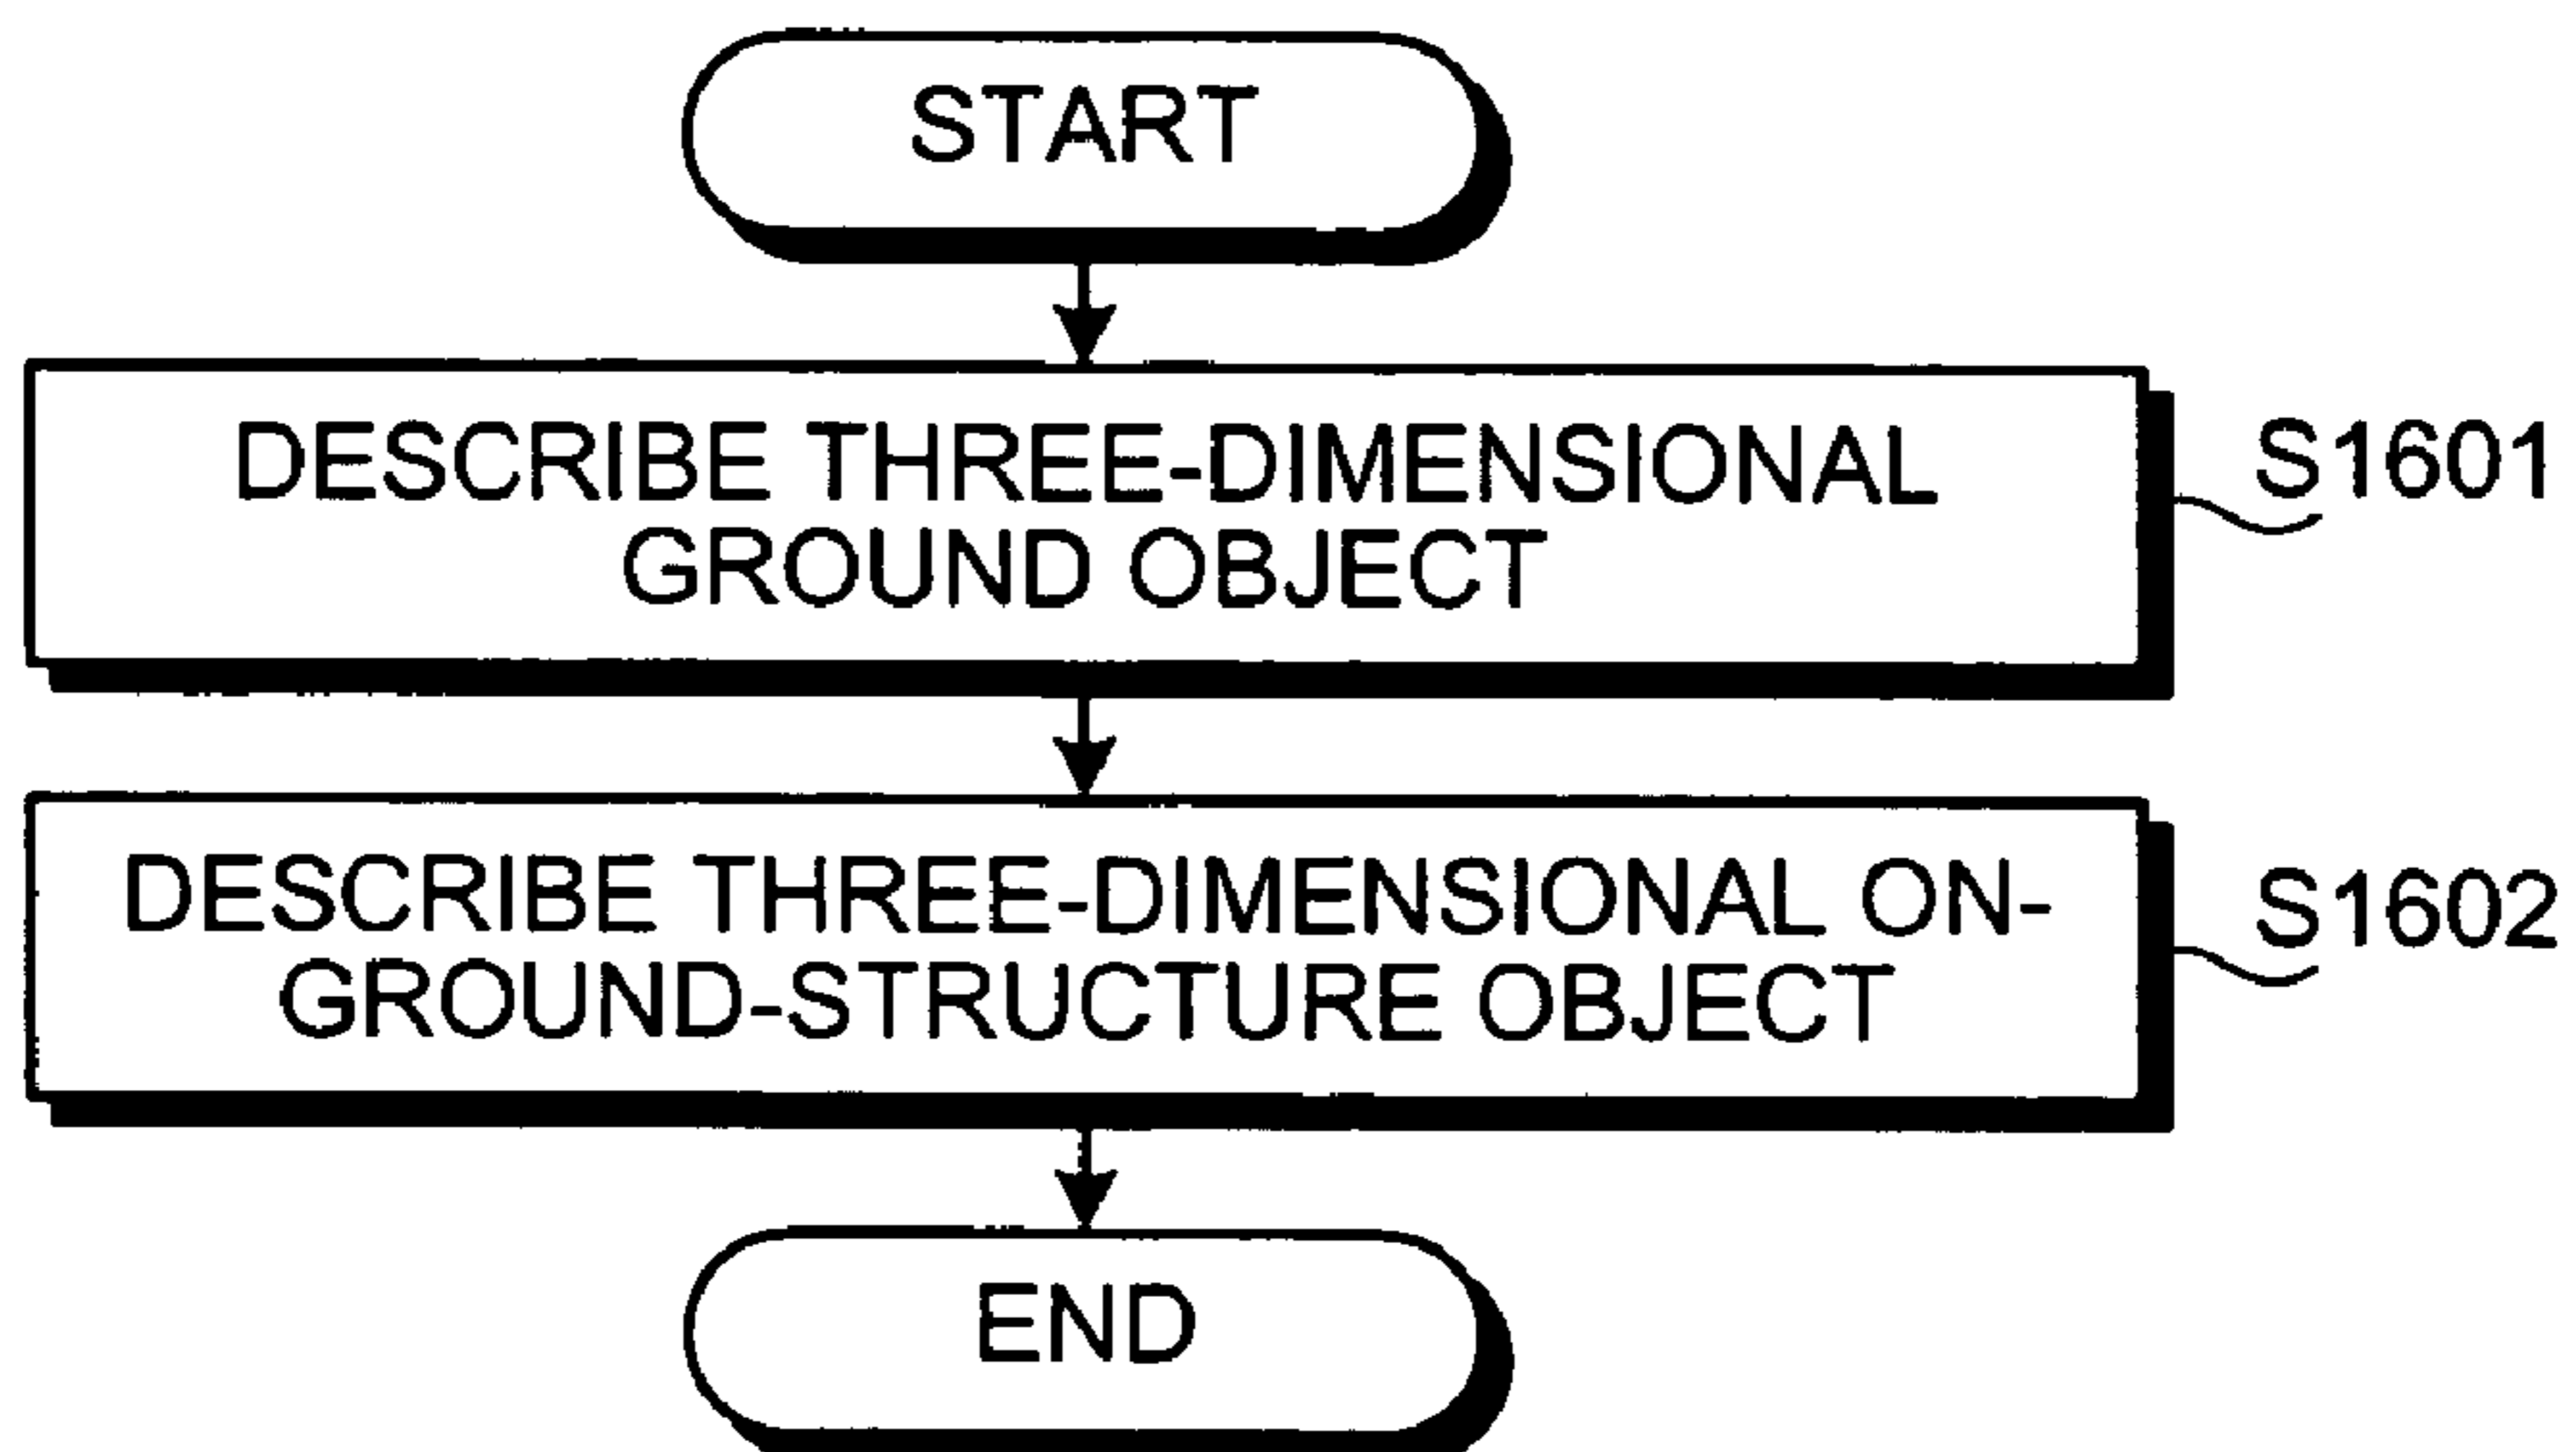 START
DESCRIBE THREE-DIMENSIONAL
GROUND OBJECT
S1601
DESCRIBE THREE-DIMENSIONAL ON-
GROUND-STRUCTURE OBJECT
S1602
END